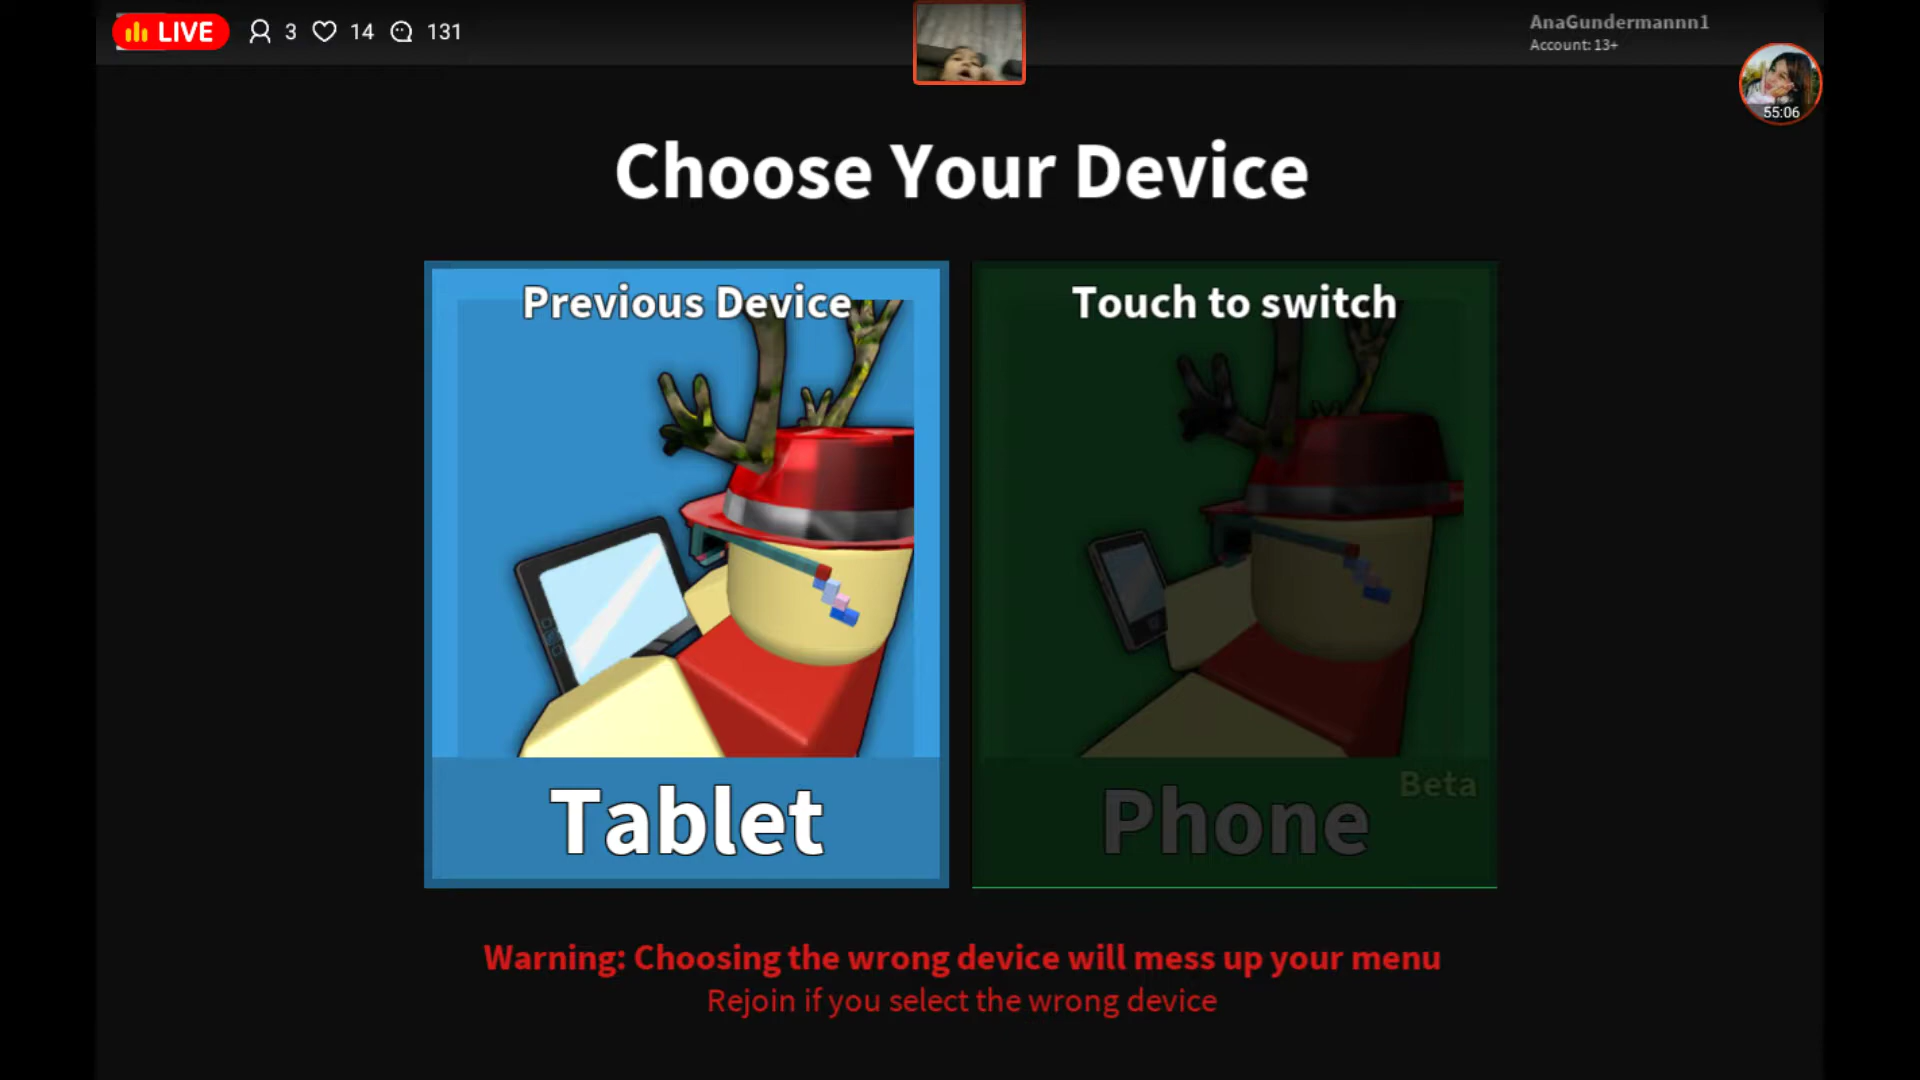 LIVE 3 14 131
AnaGundermannn1
Account: 13+
55:06
Choose Your Device
Previous Device
Touch to switch
Tablet
Beta
Phone
Warning: Choosing the wrong device will mess up your menu
Rejoin if you select the wrong device